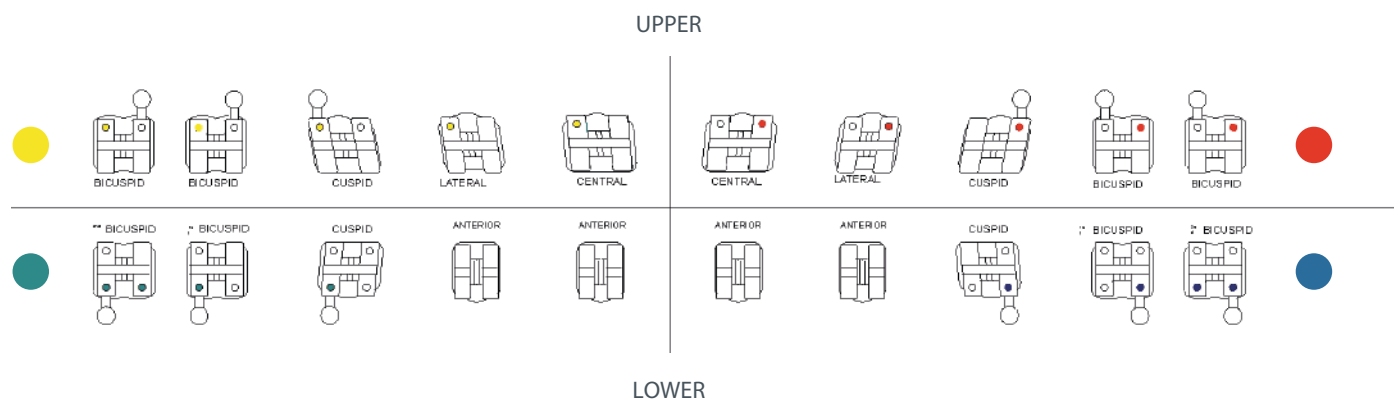 UPPER
BICUSPID BICUSPID CUSPID LATERAL CENTRAL CENTRAL LATERAL CUSPID BICUSPID BICUSPID
BICUSPID BICUSPID CUSPID ANTERIOR ANTERIOR ANTERIOR ANTERIOR CUSPID BICUSPID BICUSPID
LOWER